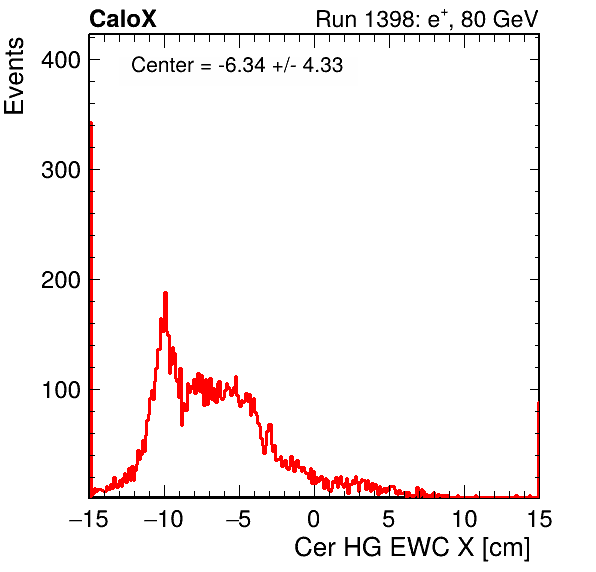 CaloX Run 1398: e⁺, 80 GeV
Center = -6.34 +/- 4.33
Events
400
300
200
100
−15 −10 −5 0 5 10 15
Cer HG EWC X [cm]